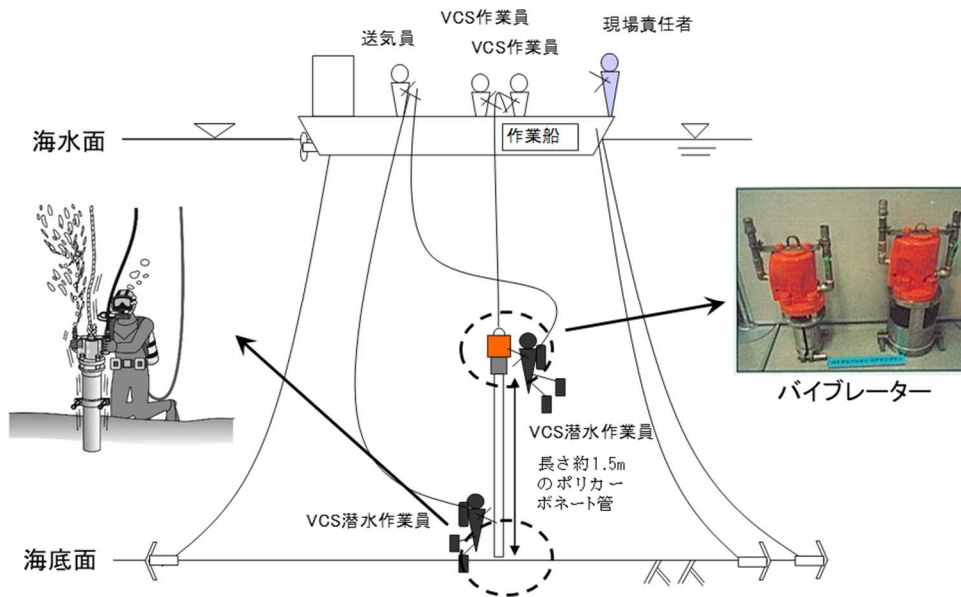 VCS作業員
送気員
VCS作業員
現場責任者
海水面
作業船
バイブレーター
VCS潜水作業員
長さ約1.5m
のポリカー
ボネート管
VCS潜水作業員
海底面